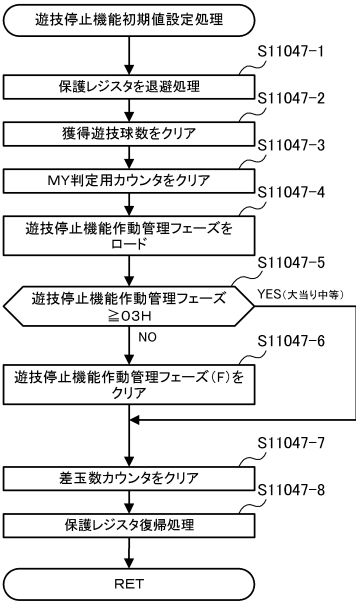 遊技停止機能初期値設定処理
S11047-1
保護レジスタを退避処理
S11047-2
獲得遊技球数をクリア
S11047-3
MY判定用カウンタをクリア
S11047-4
遊技停止機能作動管理フェーズを
ロード
S11047-5
遊技停止機能作動管理フェーズ
≧03H
YES(大当り中等)
NO
S11047-6
遊技停止機能作動管理フェーズ(F)を
クリア
S11047-7
差玉数カウンタをクリア
S11047-8
保護レジスタ復帰処理
RET